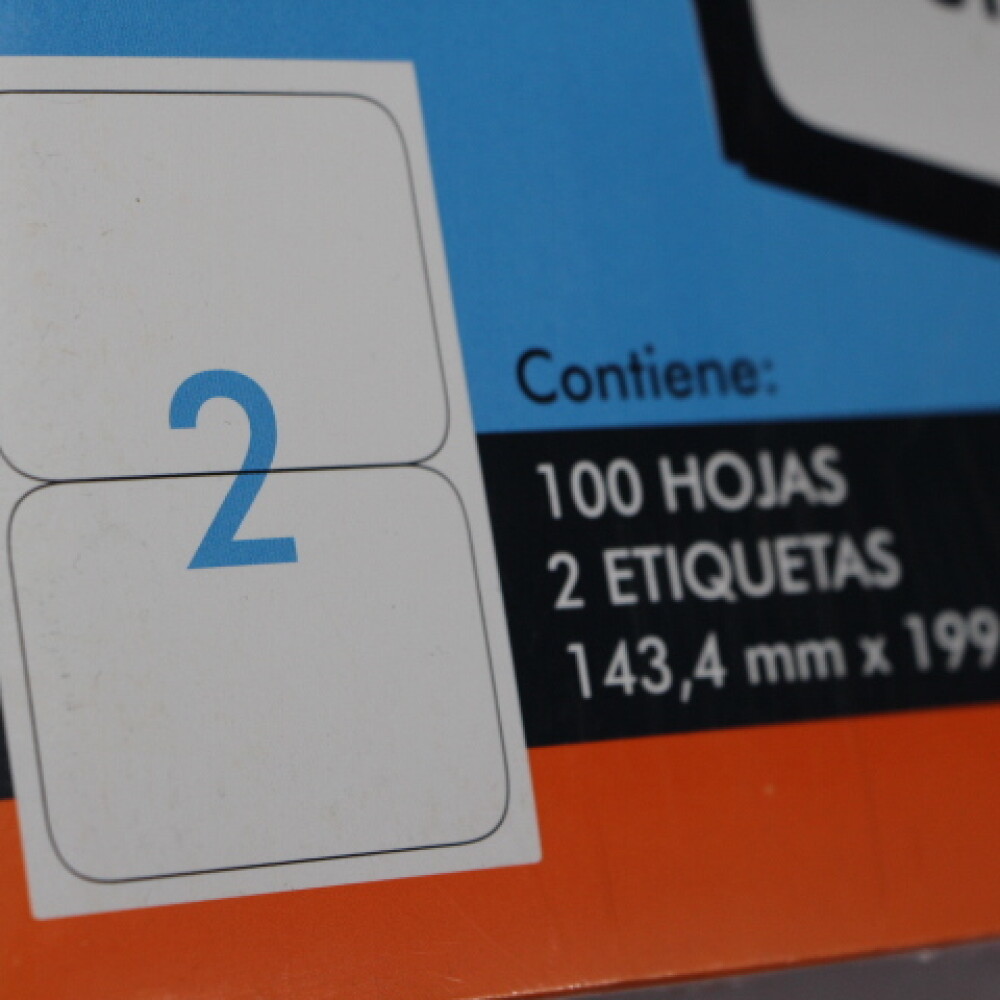 2
Contiene:
100 HOJAS
2 ETIQUETAS
143,4 mm x 199